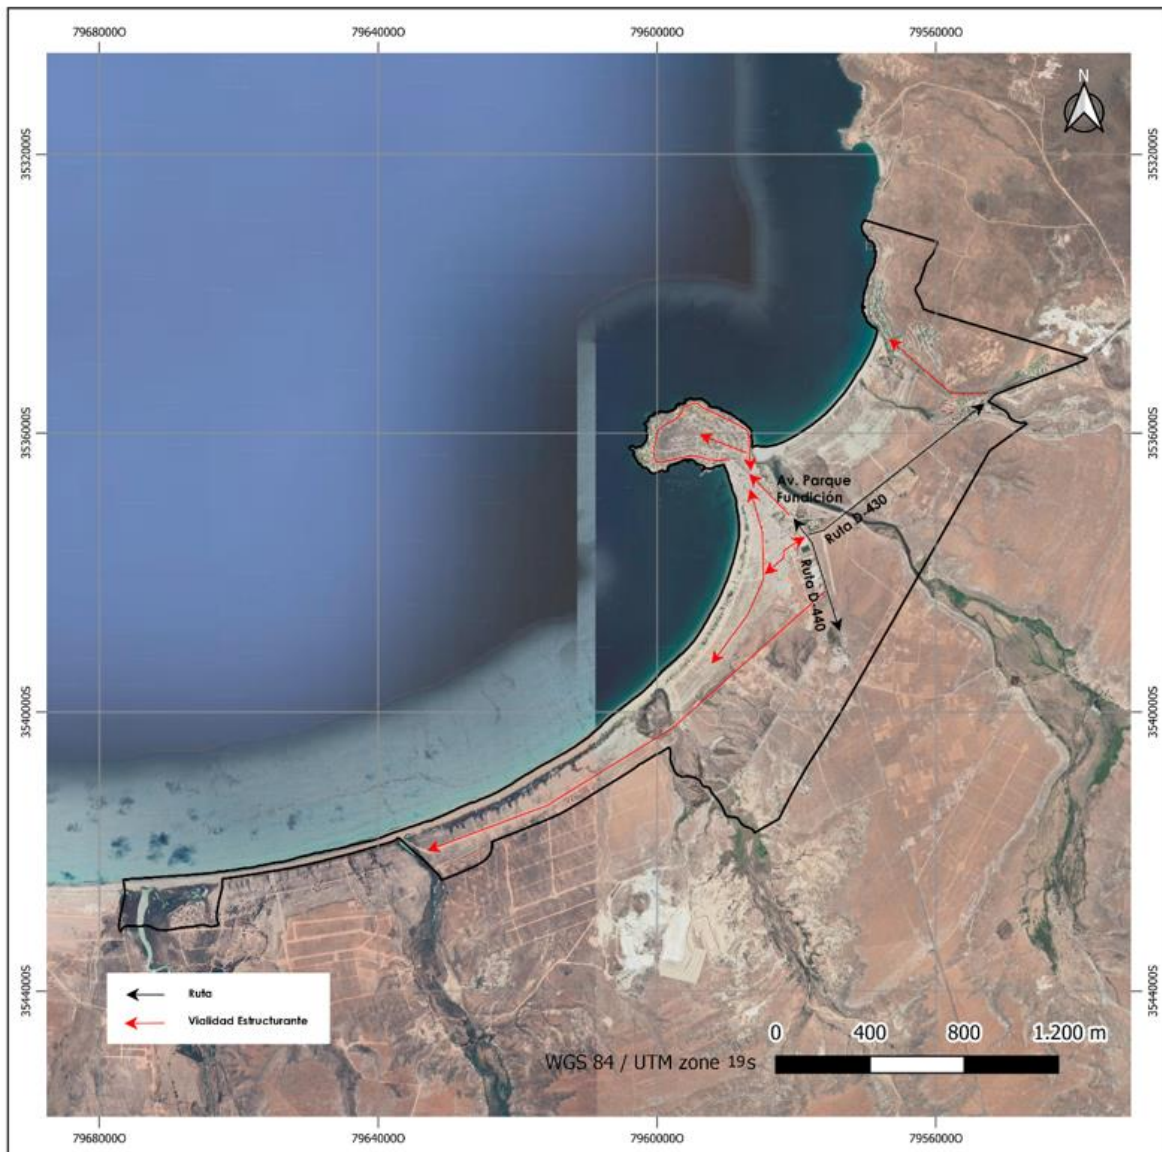 7968000O 7964000O 7960000O 7956000O
N
3532000S 3532000S
3536000S 3536000S
Av. Parque
Fundición
Ruta D-430
Ruta D-440
3540000S 3540000S
3544000S 3544000S
Ruta
Vialidad Estructurante
0 400 800 1.200 m
WGS 84 / UTM zone 19s
7968000O 7964000O 7960000O 7956000O